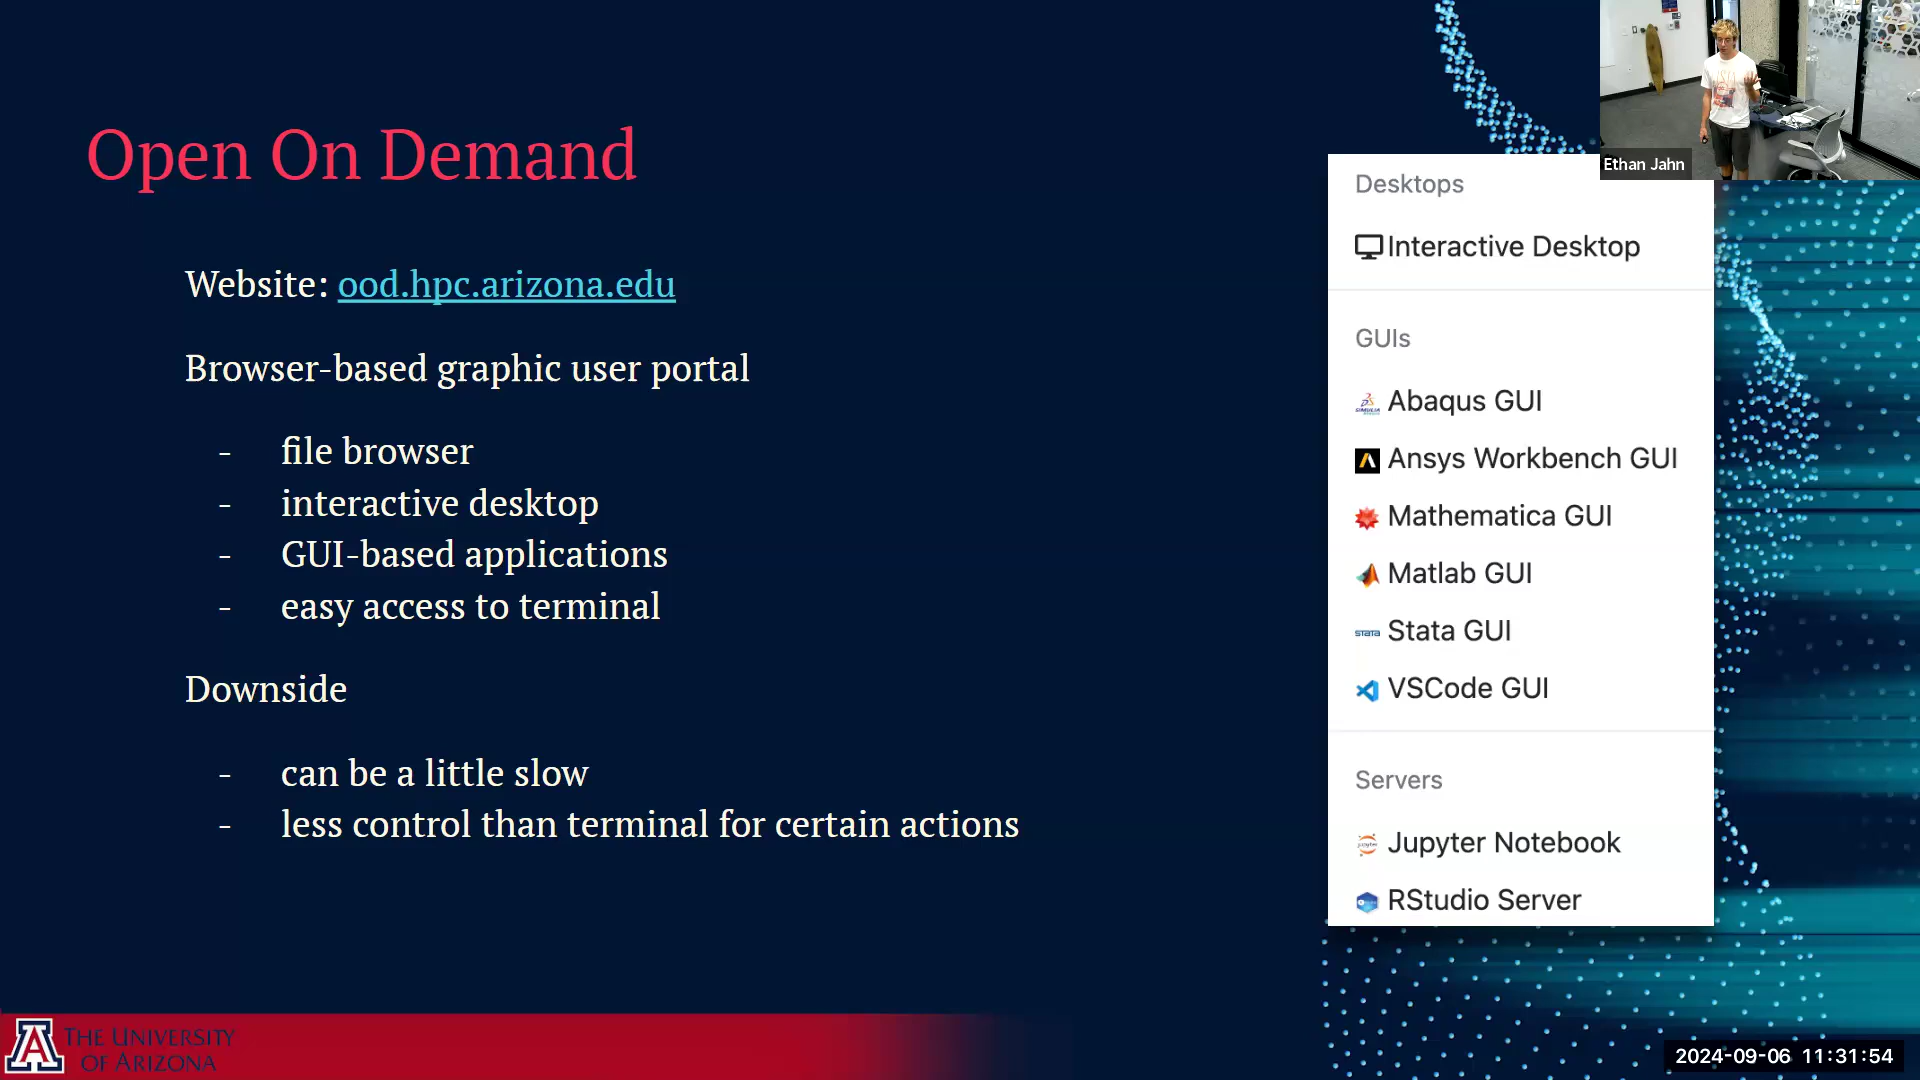 Open On Demand
Website: ood.hpc.arizona.edu
Browser-based graphic user portal
- file browser
- interactive desktop
- GUI-based applications
- easy access to terminal
Downside
- can be a little slow
- less control than terminal for certain actions
Desktops
Interactive Desktop
GUIs
Abaqus GUI
Ansys Workbench GUI
Mathematica GUI
Matlab GUI
STATA Stata GUI
VSCode GUI
Servers
Jupyter Notebook
RStudio Server
Ethan Jahn
A THE UNIVERSITY
OF ARIZONA
2024-09-06 11:31:54